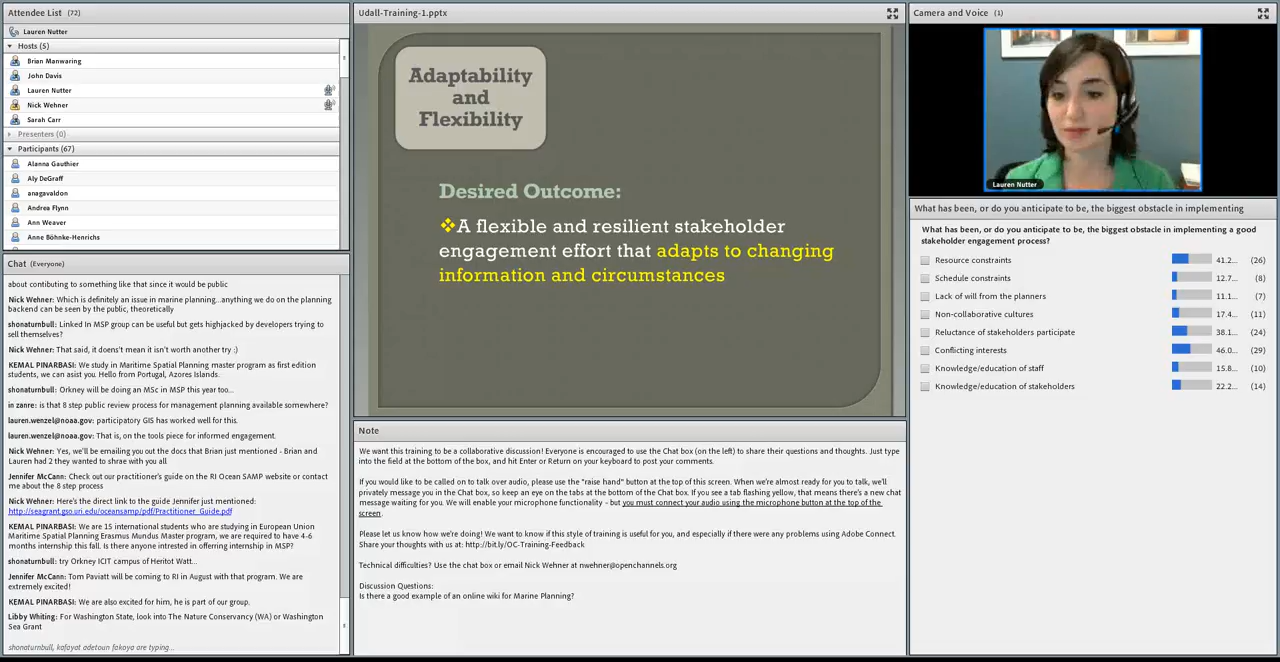 Attendee List (72)
Lauren Nutter
Hosts (5)
Brian Manwaring
John Davis
Lauren Nutter
Nick Wehner
Sarah Carr
Presenters (0)
Participants (67)
Alanna Gauthier
Aly DeGraff
anagavaldon
Andrea Flynn
Ann Weaver
Anne Böhnke-Henrichs
Chat (Everyone)
about contibuting to something like that since it would be public
Nick Wehner: Which is definitely an issue in marine planning...anything we do on the planning
backend can be seen by the public, theoretically
shonaturnbull: Linked In MSP group can be useful but gets highjacked by developers trying to
sell themselves?
Nick Wehner: That said, it doens't mean it isn't worth another try :)
KEMAL PINARBASI: We study in Maritime Spatial Planning master program as first edition
students, we can asist you. Hello from Portugal, Azores Islands.
shonaturnbull: Orkney will be doing an MSc in MSP this year too...
in zanre: is that 8 step public review process for management planning available somewhere?
lauren.wenzel@noaa.gov: participatory GIS has worked well for this.
lauren.wenzel@noaa.gov: That is, on the tools piece for informed engagement.
Nick Wehner: Yes, we'll be emailing you out the docs that Brian just mentioned - Brian and
Lauren had 2 they wanted to shrae with you all
Jennifer McCann: Check out our practioner's guide on the RI Ocean SAMP website or contact
me about the 8 step process
Nick Wehner: Here's the direct link to the guide Jennifer just mentioned:
http://seagrant.gso.uri.edu/oceansamp/pdf/Practitioner_Guide.pdf
KEMAL PINARBASI: We are 15 international students who are studying in European Union
Maritime Spatial Planning Erasmus Mundus Master program, we are required to have 4-6
months internship this fall. Is there anyone intrested in offering internship in MSP?
shonaturnbull: try Orkney ICIT campus of Heritot Watt...
Jennifer McCann: Tom Paviatt will be coming to RI in August with that program. We are
extremely excited!
KEMAL PINARBASI: We are also excited for him, he is part of our group.
Libby Whiting: For Washington State, look into The Nature Conservancy (WA) or Washington
Sea Grant
shonaturnbull, kafayat adetoun fakoya are typing...
Udall-Training-1.pptx
Adaptability
and
Flexibility
Desired Outcome:
❖A flexible and resilient stakeholder
engagement effort that adapts to changing
information and circumstances
Note
We want this training to be a collaborative discussion! Everyone is encouraged to use the Chat box (on the left) to share their questions and thoughts. Just type
into the field at the bottom of the box, and hit Enter or Return on your keyboard to post your comments.
If you would like to be called on to talk over audio, please use the "raise hand" button at the top of this screen. When we're almost ready for you to talk, we'll
privately message you in the Chat box, so keep an eye on the tabs at the bottom of the Chat box. If you see a tab flashing yellow, that means there's a new chat
message waiting for you. We will enable your microphone functionality - but you must connect your audio using the microphone button at the top of the
screen.
Please let us know how we're doing! We want to know if this style of training is useful for you, and especially if there were any problems using Adobe Connect.
Share your thoughts with us at: http://bit.ly/OC-Training-Feedback
Technical difficulties? Use the chat box or email Nick Wehner at nwehner@openchannels.org
Discussion Questions:
Is there a good example of an online wiki for Marine Planning?
Camera and Voice (1)
Lauren Nutter
What has been, or do you anticipate to be, the biggest obstacle in implementing
What has been, or do you anticipate to be, the biggest obstacle in implementing a good
stakeholder engagement process?
Resource constraints 41.2... (26)
Schedule constraints 12.7... (8)
Lack of will from the planners 11.1... (7)
Non-collaborative cultures 17.4... (11)
Reluctance of stakeholders participate 38.1... (24)
Conflicting interests 46.0... (29)
Knowledge/education of staff 15.8... (10)
Knowledge/education of stakeholders 22.2... (14)